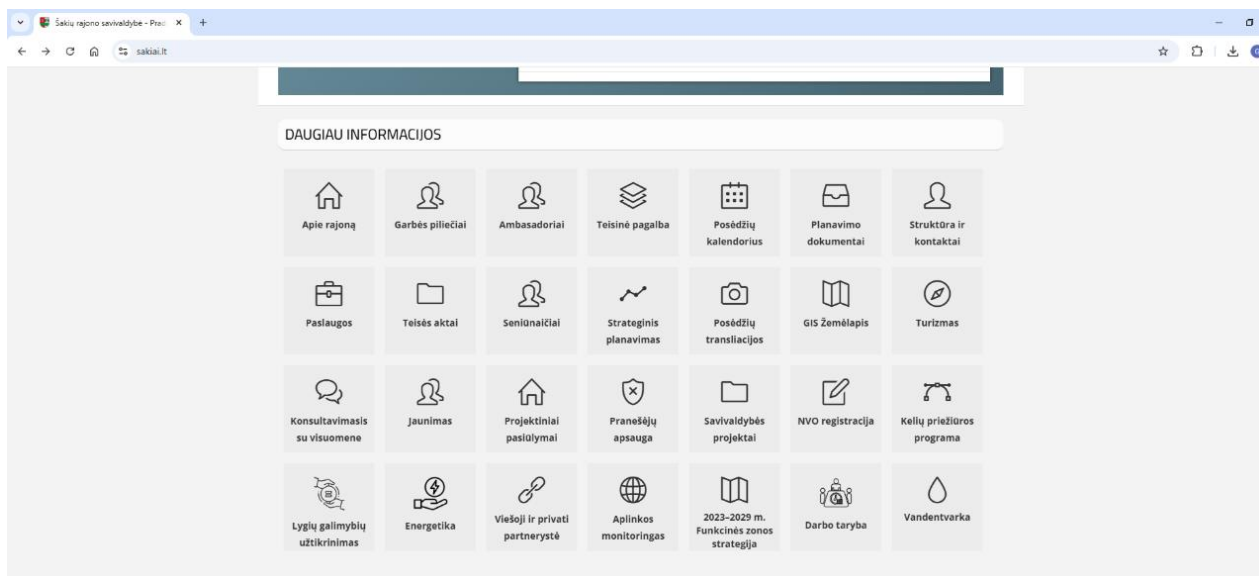 Šakių rajono savivaldybė - Prad
sakiai.lt
DAUGIAU INFORMACIJOS
Apie rajoną
Garbės piliečiai
Ambasadoriai
Teisinė pagalba
Posėdžių
kalendorius
Planavimo
dokumentai
Struktūra ir
kontaktai
Paslaugos
Teisės aktai
Seniūnaičiai
Strateginis
planavimas
Posėdžių
transliacijos
GIS Žemėlapis
Turizmas
Konsultavimasis
su visuomene
Jaunimas
Projektiniai
pasiūlymai
Pranešėjų
apsauga
Savivaldybės
projektai
NVO registracija
Kelių priežiūros
programa
Lygių galimybių
užtikrinimas
Energetika
Viešoji ir privati
partnerystė
Aplinkos
monitoringas
2023–2029 m.
Funkcinės zonos
strategija
Darbo taryba
Vandentvarka